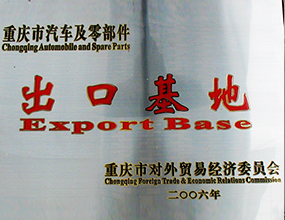 重庆市汽车及零部件
Chongqing Automobile and Spare Parts
出口基地
Export Base
重庆市对外贸易经济委员会
Chongqing Foreign Trade & Economic Relations Commission
二〇〇六年